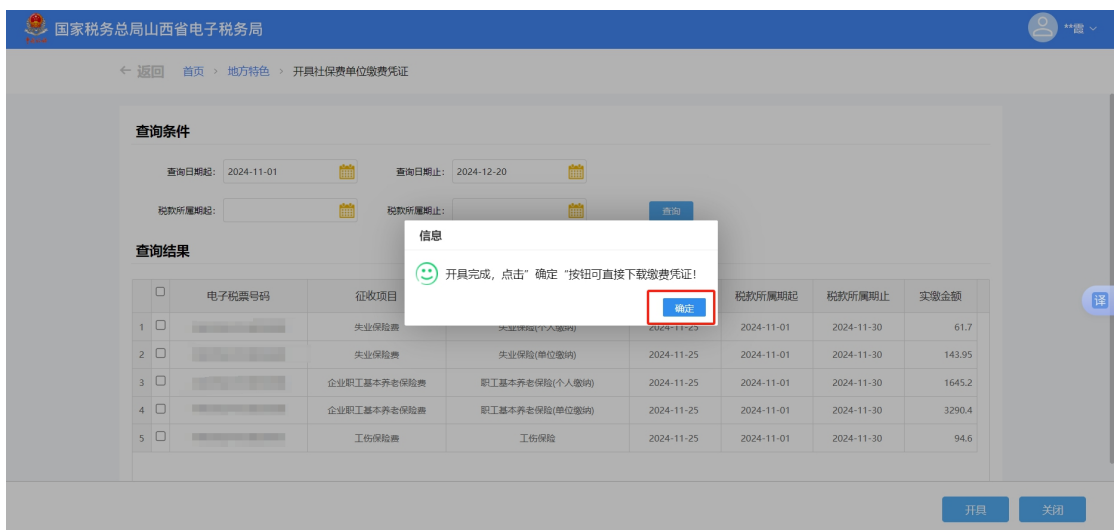 国家税务总局山西省电子税务局 **霞
返回 首页 > 地方特色 > 开具社保费单位缴费凭证
查询条件
查询日期起: 2024-11-01 查询日期止: 2024-12-20
税款所属期起: 税款所属期止: 查询
信息
查询结果
开具完成，点击”确定“按钮可直接下载缴费凭证！
确定
电子税票号码 征收项目 税款所属期起 税款所属期止 实缴金额
译
1 失业保险费 失业保险(个人缴纳) 2024-11-25 2024-11-01 2024-11-30 61.7
2 失业保险费 失业保险(单位缴纳) 2024-11-25 2024-11-01 2024-11-30 143.95
3 企业职工基本养老保险费 职工基本养老保险(个人缴纳) 2024-11-25 2024-11-01 2024-11-30 1645.2
4 企业职工基本养老保险费 职工基本养老保险(单位缴纳) 2024-11-25 2024-11-01 2024-11-30 3290.4
5 工伤保险费 工伤保险 2024-11-25 2024-11-01 2024-11-30 94.6
开具 关闭